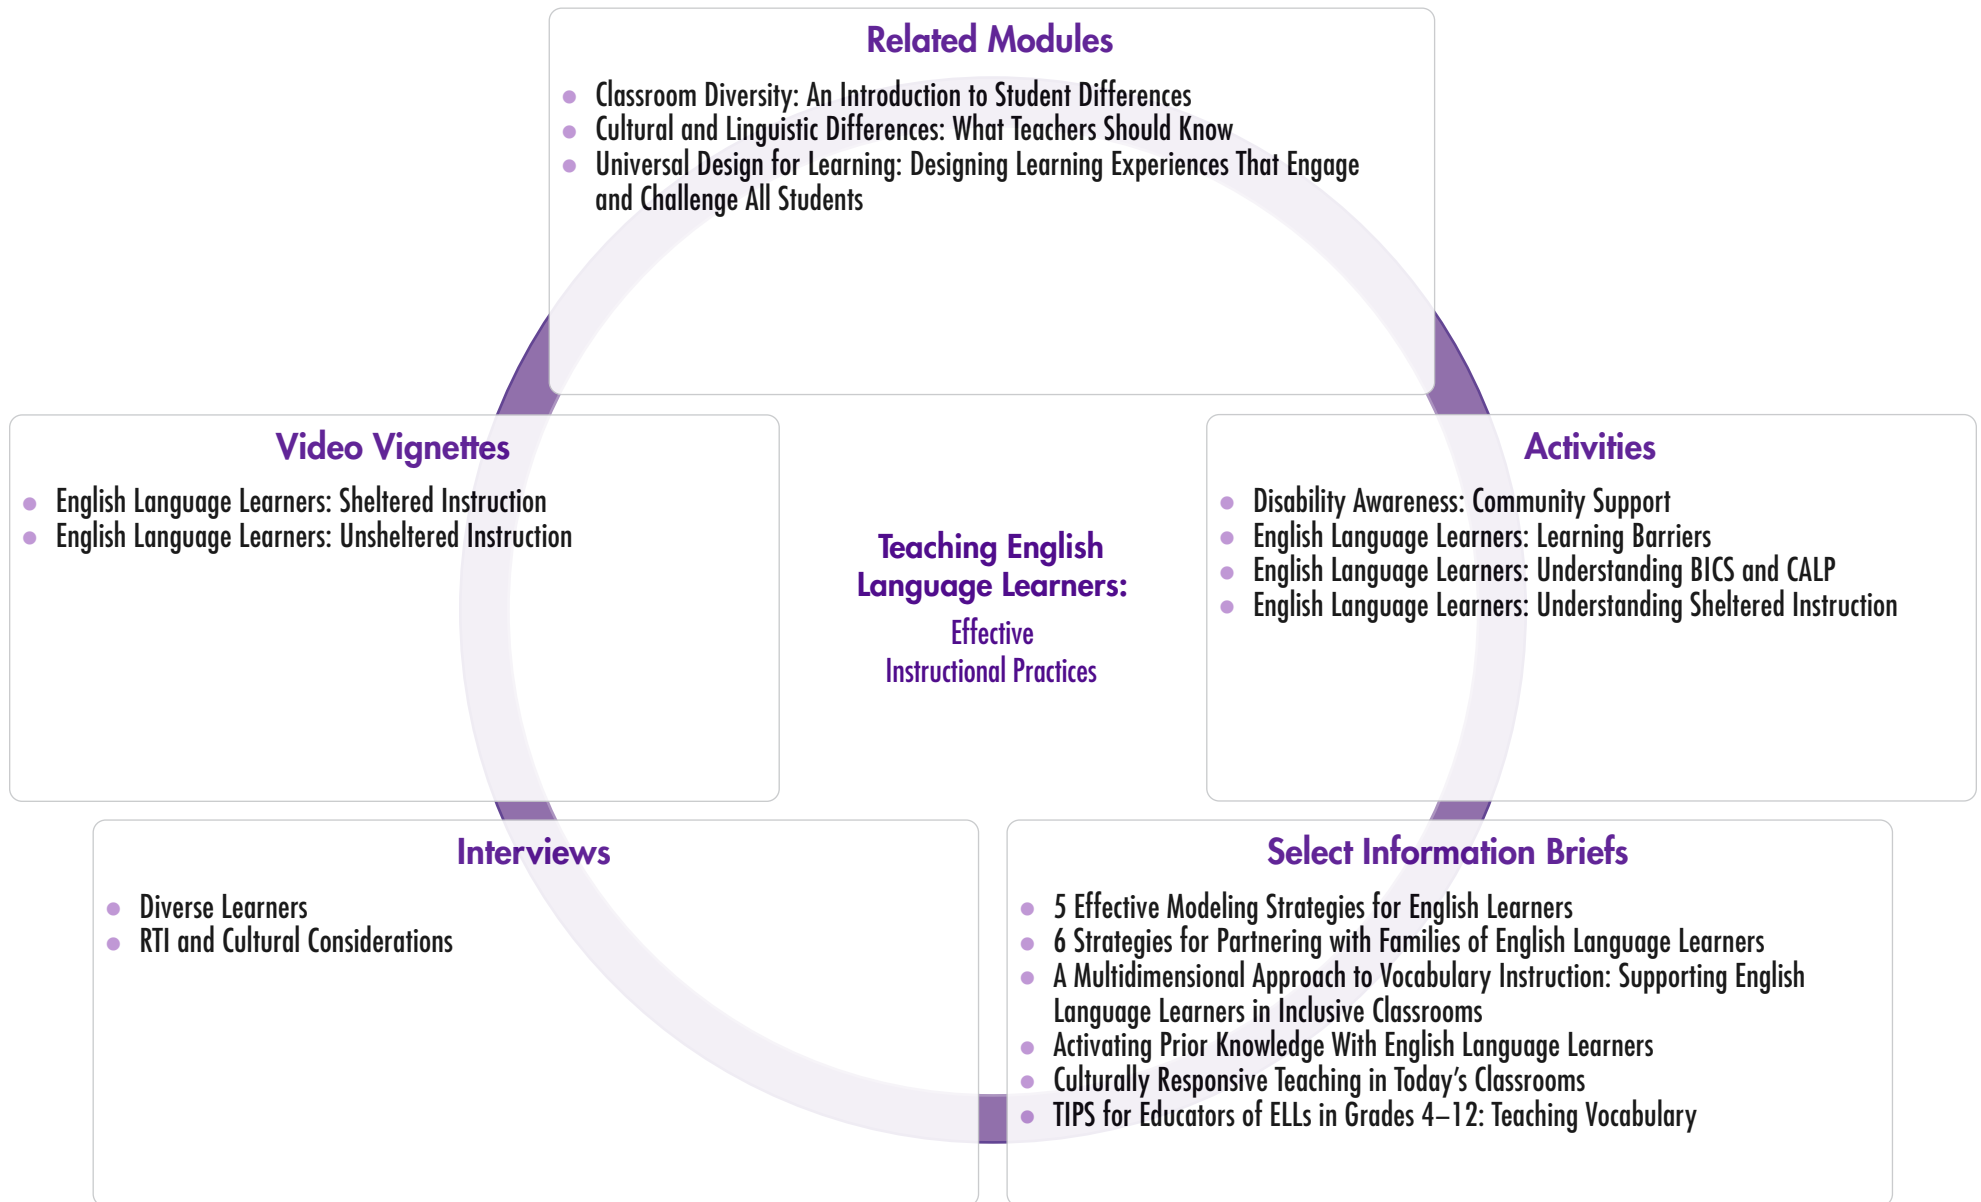 Related Modules
Classroom Diversity: An Introduction to Student Differences
Cultural and Linguistic Differences: What Teachers Should Know
Universal Design for Learning: Designing Learning Experiences That Engage
and Challenge All Students
Video Vignettes
English Language Learners: Sheltered Instruction
English Language Learners: Unsheltered Instruction
Teaching English
Language Learners:
Effective
Instructional Practices
Activities
Disability Awareness: Community Support
English Language Learners: Learning Barriers
English Language Learners: Understanding BICS and CALP
English Language Learners: Understanding Sheltered Instruction
Interviews
Diverse Learners
RTI and Cultural Considerations
Select Information Briefs
5 Effective Modeling Strategies for English Learners
6 Strategies for Partnering with Families of English Language Learners
A Multidimensional Approach to Vocabulary Instruction: Supporting English
Language Learners in Inclusive Classrooms
Activating Prior Knowledge With English Language Learners
Culturally Responsive Teaching in Today’s Classrooms
TIPS for Educators of ELLs in Grades 4–12: Teaching Vocabulary